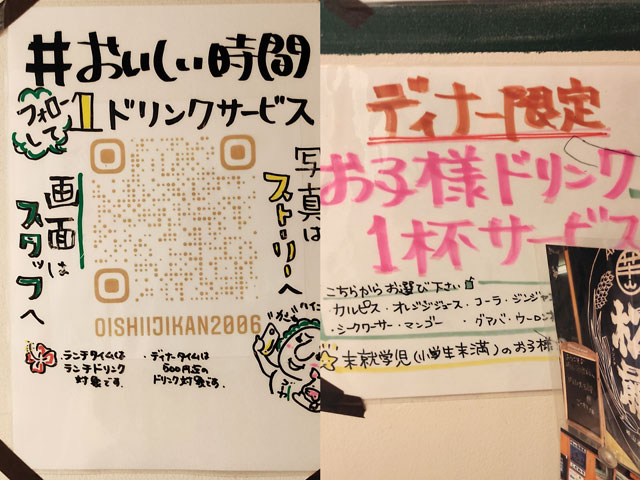 #おいしい時間
フォローして
1ドリンクサービス
写真は
ストーリーへ
画面は
スタッフへ
OISHIIJIKAN2006
・ランチタイムは
ランチドリンク
対象です。
・ディナータイムは
600円迄の
ドリンク対象です。
ディナー限定
お子様ドリンク
1杯サービス
こちらからお選び下さい
・カルピス・オレンジジュース・コーラ・ジンジャ
・シークワーサー・マンゴー ・グアバ・ウーロン
未就学児(小学生未満)のお子様